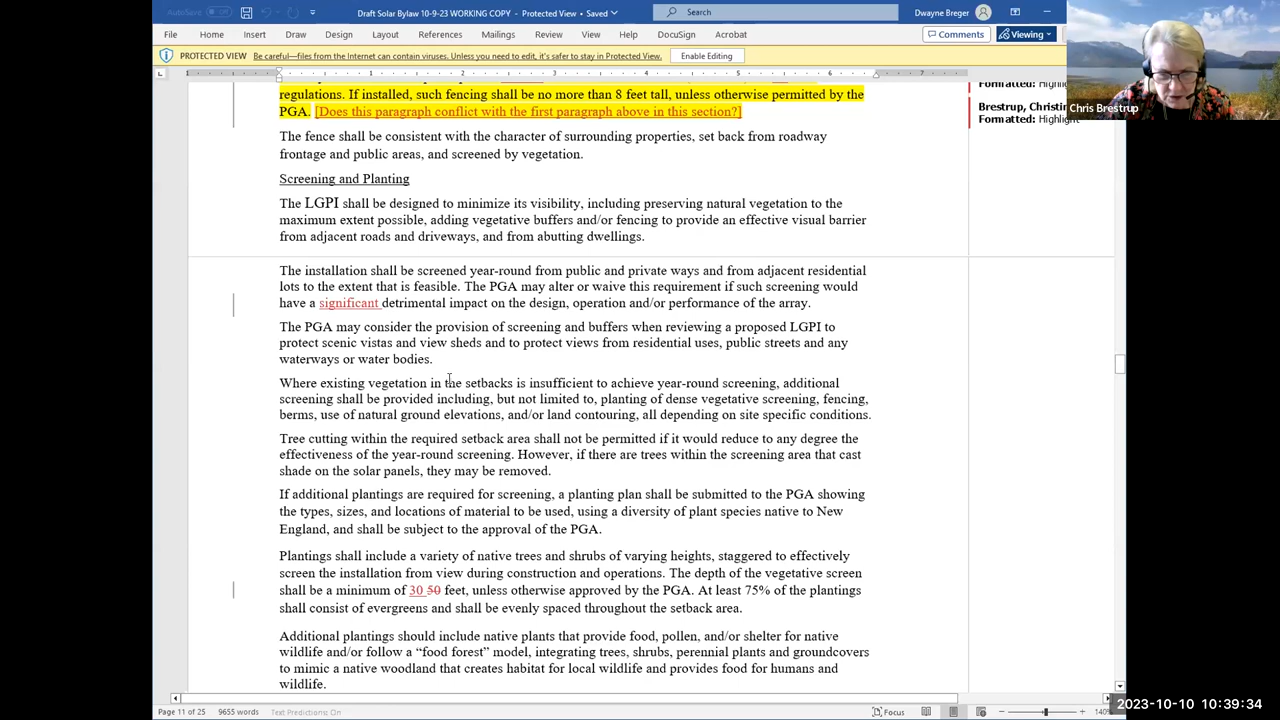 AutoSave Off
Draft Solar Bylaw 10-9-23 WORKING COPY - Protected View • Saved
Search
Dwayne Breger
File Home Insert Draw Design Layout References Mailings Review View Help DocuSign Acrobat
Comments
Viewing
PROTECTED VIEW Be careful—files from the Internet can contain viruses. Unless you need to edit, it's safer to stay in Protected View.
Enable Editing
1 1 2 3 4 5 6 7
regulations. If installed, such fencing shall be no more than 8 feet tall, unless otherwise permitted by the
PGA. [Does this paragraph conflict with the first paragraph above in this section?]
The fence shall be consistent with the character of surrounding properties, set back from roadway
frontage and public areas, and screened by vegetation.
Screening and Planting
The LGPI shall be designed to minimize its visibility, including preserving natural vegetation to the
maximum extent possible, adding vegetative buffers and/or fencing to provide an effective visual barrier
from adjacent roads and driveways, and from abutting dwellings.
The installation shall be screened year-round from public and private ways and from adjacent residential
lots to the extent that is feasible. The PGA may alter or waive this requirement if such screening would
have a significant detrimental impact on the design, operation and/or performance of the array.
The PGA may consider the provision of screening and buffers when reviewing a proposed LGPI to
protect scenic vistas and view sheds and to protect views from residential uses, public streets and any
waterways or water bodies.
Where existing vegetation in the setbacks is insufficient to achieve year-round screening, additional
screening shall be provided including, but not limited to, planting of dense vegetative screening, fencing,
berms, use of natural ground elevations, and/or land contouring, all depending on site specific conditions.
Tree cutting within the required setback area shall not be permitted if it would reduce to any degree the
effectiveness of the year-round screening. However, if there are trees within the screening area that cast
shade on the solar panels, they may be removed.
If additional plantings are required for screening, a planting plan shall be submitted to the PGA showing
the types, sizes, and locations of material to be used, using a diversity of plant species native to New
England, and shall be subject to the approval of the PGA.
Plantings shall include a variety of native trees and shrubs of varying heights, staggered to effectively
screen the installation from view during construction and operations. The depth of the vegetative screen
shall be a minimum of 30 50 feet, unless otherwise approved by the PGA. At least 75% of the plantings
shall consist of evergreens and shall be evenly spaced throughout the setback area.
Additional plantings should include native plants that provide food, pollen, and/or shelter for native
wildlife and/or follow a “food forest” model, integrating trees, shrubs, perennial plants and groundcovers
to mimic a native woodland that creates habitat for local wildlife and provides food for humans and
wildlife.
Formatted: Highlight
Brestrup, Christin
Formatted: Highlight
Chris Brestrup
Page 11 of 25 9655 words Text Predictions: On
Focus
140%
2023-10-10 10:39:34